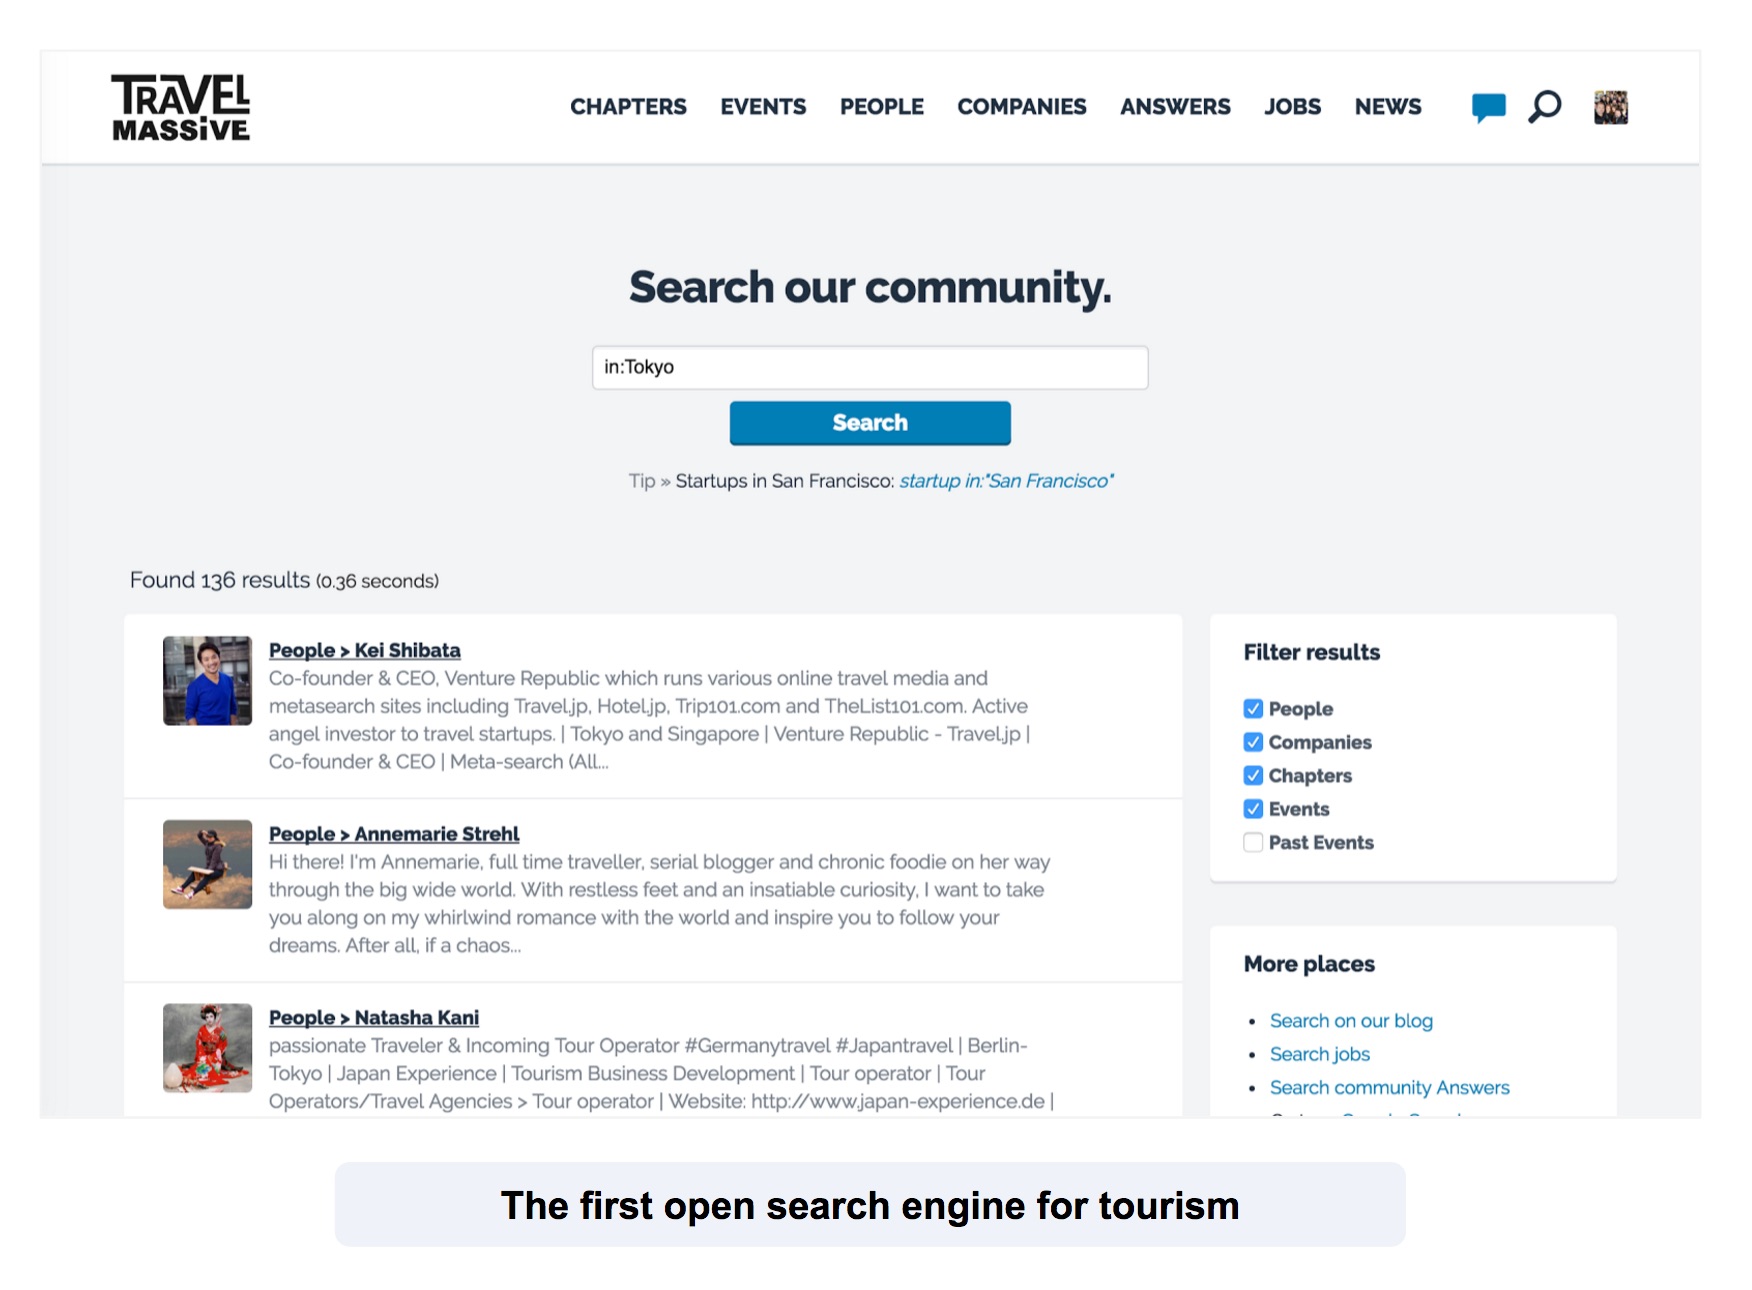 TRAVEL
MASSiVE
CHAPTERS EVENTS PEOPLE COMPANIES ANSWERS JOBS NEWS
Search our community.
in:Tokyo
Search
Tip » Startups in San Francisco: startup in:"San Francisco"
Found 136 results (0.36 seconds)
People > Kei Shibata
Co-founder & CEO, Venture Republic which runs various online travel media and
metasearch sites including Travel.jp, Hotel.jp, Trip101.com and TheList101.com. Active
angel investor to travel startups. | Tokyo and Singapore | Venture Republic - Travel.jp |
Co-founder & CEO | Meta-search (All...
People > Annemarie Strehl
Hi there! I'm Annemarie, full time traveller, serial blogger and chronic foodie on her way
through the big wide world. With restless feet and an insatiable curiosity, I want to take
you along on my whirlwind romance with the world and inspire you to follow your
dreams. After all, if a chaos...
People > Natasha Kani
passionate Traveler & Incoming Tour Operator #Germanytravel #Japantravel | Berlin-
Tokyo | Japan Experience | Tourism Business Development | Tour operator | Tour
Operators/Travel Agencies > Tour operator | Website: http://www.japan-experience.de |
Filter results
People
Companies
Chapters
Events
Past Events
More places
• Search on our blog
• Search jobs
• Search community Answers
The first open search engine for tourism